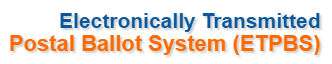 Electronically Transmitted
Postal Ballot System (ETPBS)